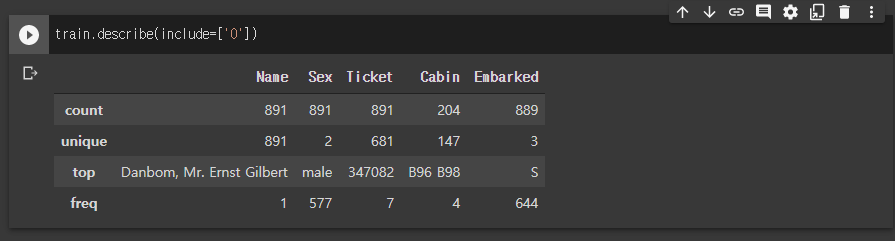 train.describe(include=['O'])
Name Sex Ticket Cabin Embarked
count 891 891 891 204 889
unique 891 2 681 147 3
top Danbom, Mr. Ernst Gilbert male 347082 B96 B98 S
freq 1 577 7 4 644